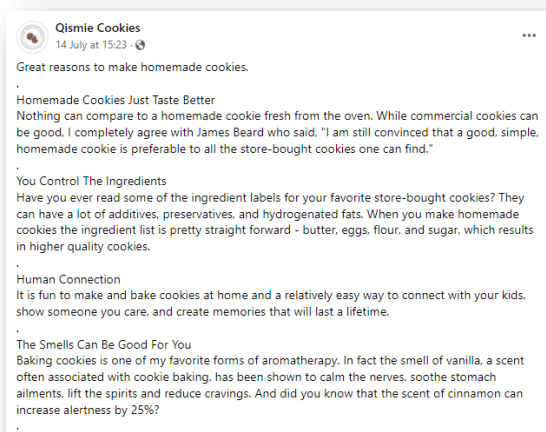 Qismie Cookies
14 July at 15:23 ·
Great reasons to make homemade cookies.
.
Homemade Cookies Just Taste Better
Nothing can compare to a homemade cookie fresh from the oven. While commercial cookies can
be good, I completely agree with James Beard who said, "I am still convinced that a good, simple,
homemade cookie is preferable to all the store-bought cookies one can find."
.
You Control The Ingredients
Have you ever read some of the ingredient labels for your favorite store-bought cookies? They
can have a lot of additives, preservatives, and hydrogenated fats. When you make homemade
cookies the ingredient list is pretty straight forward - butter, eggs, flour, and sugar, which results
in higher quality cookies.
.
Human Connection
It is fun to make and bake cookies at home and a relatively easy way to connect with your kids,
show someone you care, and create memories that will last a lifetime.
.
The Smells Can Be Good For You
Baking cookies is one of my favorite forms of aromatherapy. In fact the smell of vanilla, a scent
often associated with cookie baking, has been shown to calm the nerves, soothe stomach
ailments, lift the spirits and reduce cravings. And did you know that the scent of cinnamon can
increase alertness by 25%?
.